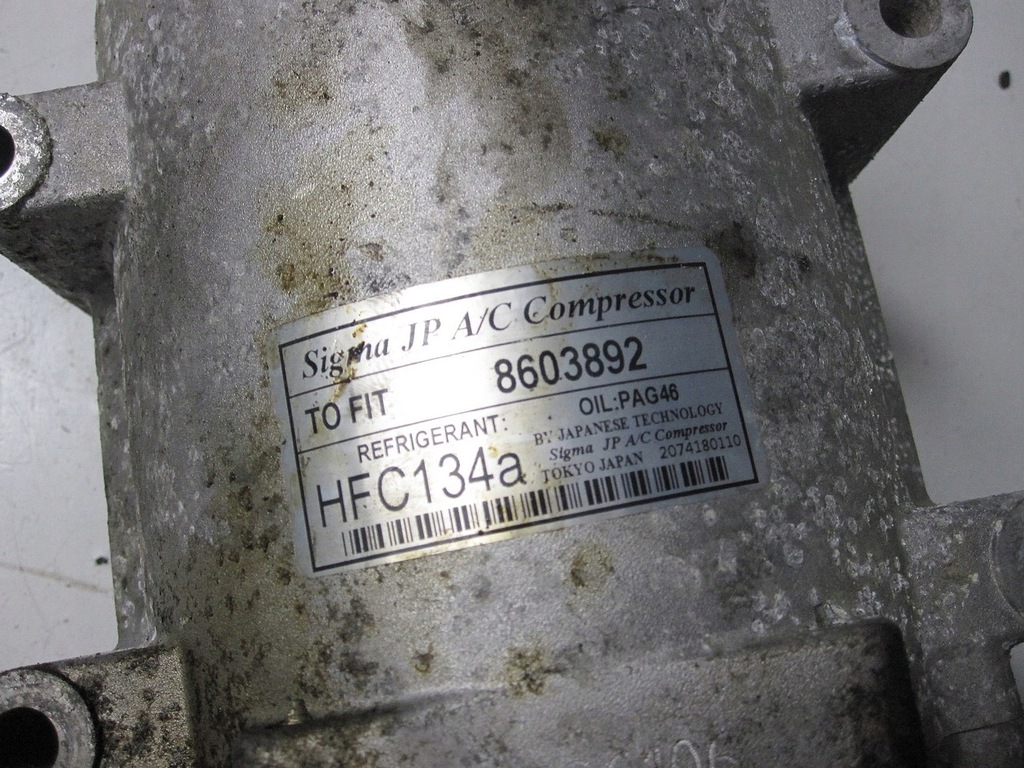 Sigma JP A/C Compressor
TO FIT 8603892
REFRIGERANT: OIL:PAG46
HFC134a BY JAPANESE TECHNOLOGY
Sigma JP A/C Compressor
TOKYO JAPAN 2074180110